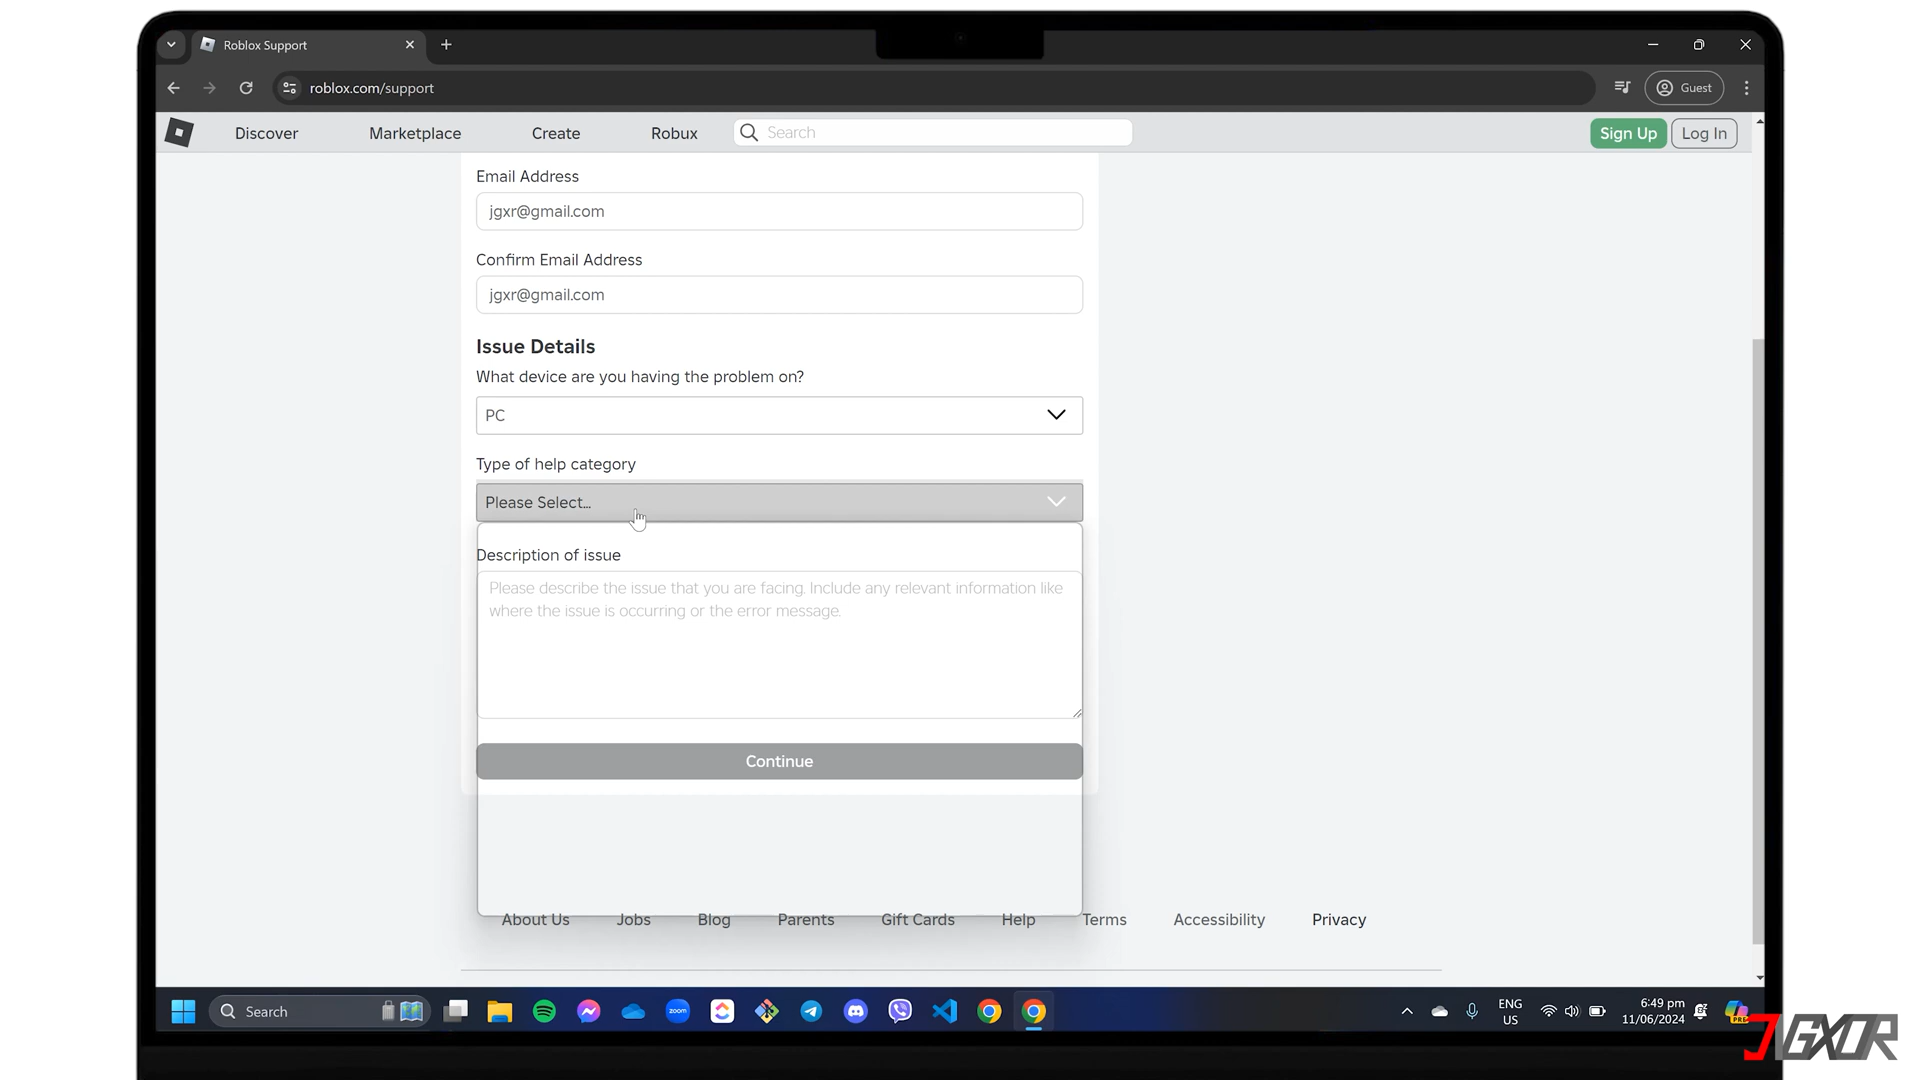 Roblox Support
roblox.com/support
Guest
Discover
Marketplace
Create
Robux
Search
Sign Up
Log In
Email Address
jgxr@gmail.com
Confirm Email Address
jgxr@gmail.com
Issue Details
What device are you having the problem on?
PC
Type of help category
Please Select...
Description of issue
Please describe the issue that you are facing. Include any relevant information like
where the issue is occurring or the error message.
Continue
About Us
Jobs
Blog
Parents
Gift Cards
Help
Terms
Accessibility
Privacy
Search
zoom
ENG
US
6:49 pm
11/06/2024
PRE
JGXOR